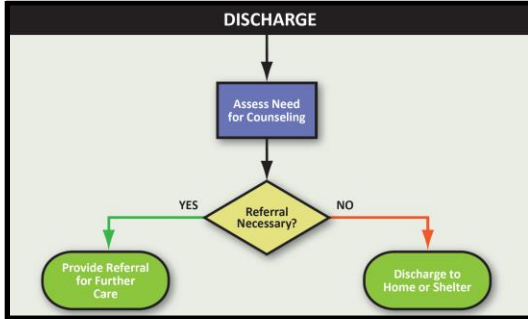 DISCHARGE
Assess Need
for Counseling
YES
Referral
Necessary?
NO
Provide Referral
for Further
Care
Discharge to
Home or Shelter